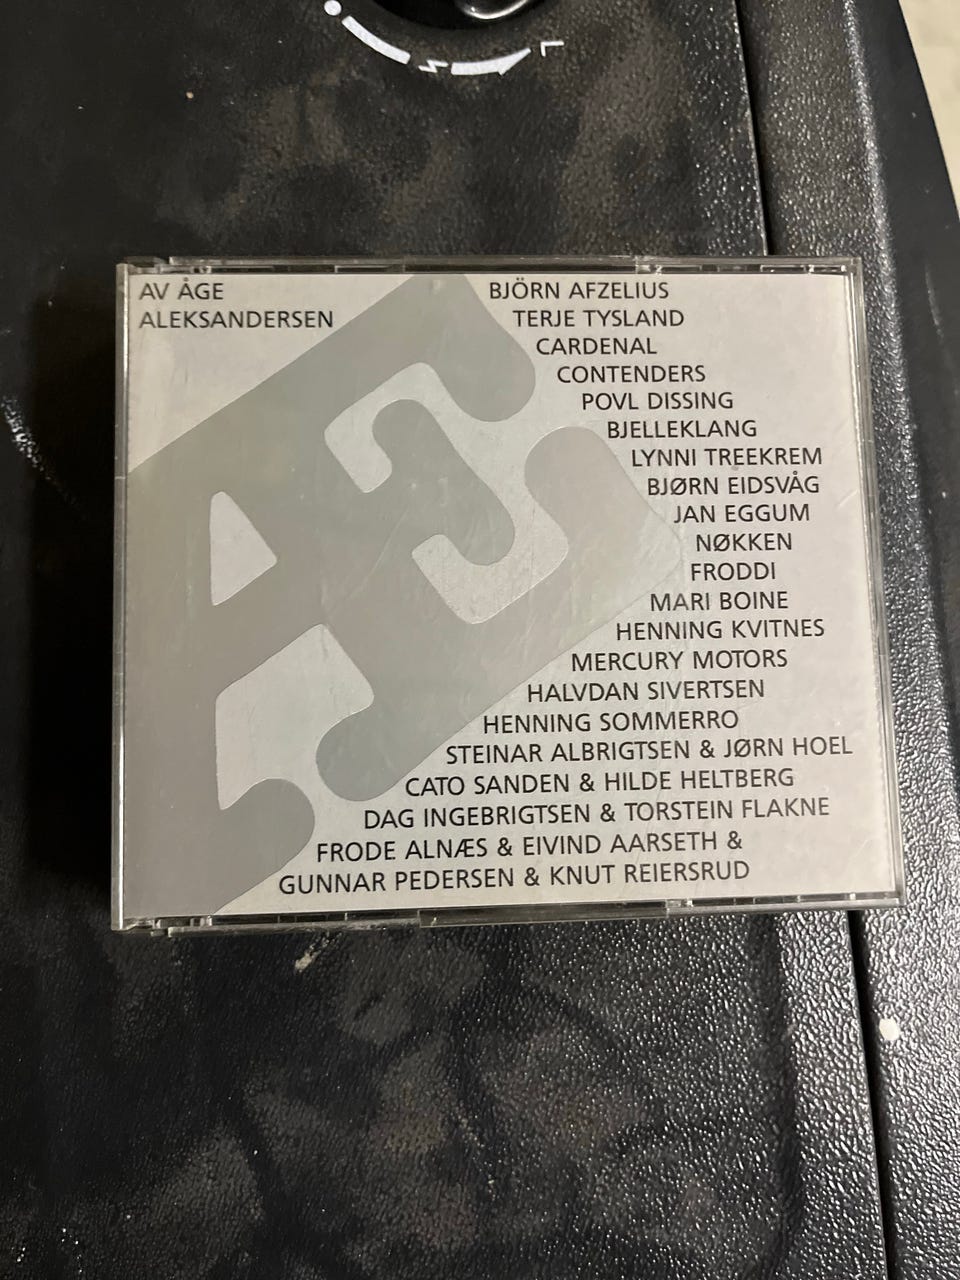 AV ÅGE
ALEKSANDERSEN
BJÖRN AFZELIUS
TERJE TYSLAND
CARDENAL
CONTENDERS
POVL DISSING
BJELLEKLANG
LYNNI TREEKREM
BJØRN EIDSVÅG
JAN EGGUM
NØKKEN
FRODDI
MARI BOINE
HENNING KVITNES
MERCURY MOTORS
HALVDAN SIVERTSEN
HENNING SOMMERRO
STEINAR ALBRIGTSEN & JØRN HOEL
CATO SANDEN & HILDE HELTBERG
DAG INGEBRIGTSEN & TORSTEIN FLAKNE
FRODE ALNÆS & EIVIND AARSETH &
GUNNAR PEDERSEN & KNUT REIERSRUD
Æ